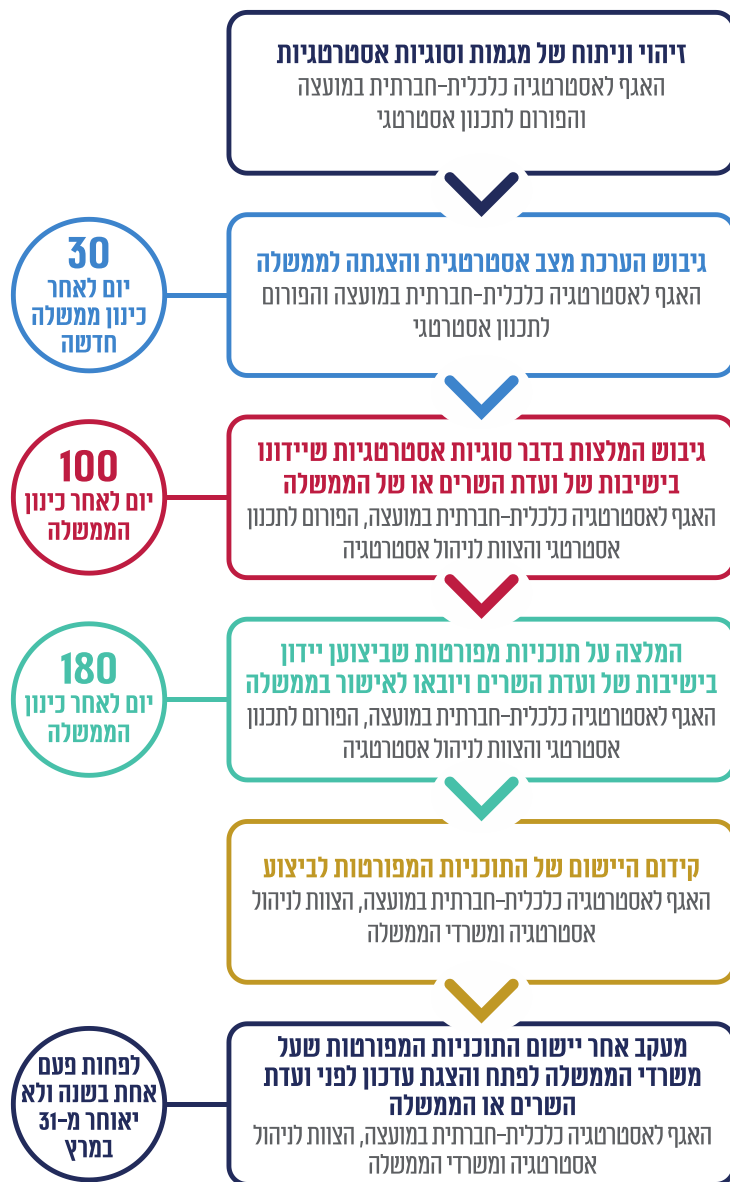 זיהוי וניתוח של מגמות וסוגיות אסטרטגיות
האגף לאסטרטגיה כלכלית-חברתית במועצה
והפורום לתכנון אסטרטגי
גיבוש הערכת מצב אסטרטגית והצגתה לממשלה
האגף לאסטרטגיה כלכלית-חברתית במועצה והפורום
לתכנון אסטרטגי
30
יום לאחר
כינון ממשלה
חדשה
גיבוש המלצות בדבר סוגיות אסטרטגיות שיידונו
בישיבות של ועדת השרים או של הממשלה
האגף לאסטרטגיה כלכלית-חברתית במועצה, הפורום לתכנון
אסטרטגי והצוות לניהול אסטרטגיה
100
יום לאחר כינון
הממשלה
המלצה על תוכניות מפורטות שביצוען יידון
בישיבות של ועדת השרים ויובאו לאישור בממשלה
האגף לאסטרטגיה כלכלית-חברתית במועצה, הפורום לתכנון
אסטרטגי והצוות לניהול אסטרטגיה
180
יום לאחר כינון
הממשלה
קידום היישום של התוכניות המפורטות לביצוע
האגף לאסטרטגיה כלכלית-חברתית במועצה, הצוות לניהול
אסטרטגיה ומשרדי הממשלה
מעקב אחר יישום התוכניות המפורטות שעל
משרדי הממשלה לפתח והצגת עדכון לפני ועדת
השרים או הממשלה
האגף לאסטרטגיה כלכלית-חברתית במועצה, הצוות לניהול
אסטרטגיה ומשרדי הממשלה
לפחות פעם
אחת בשנה ולא
יאוחר מ-31
במרץ